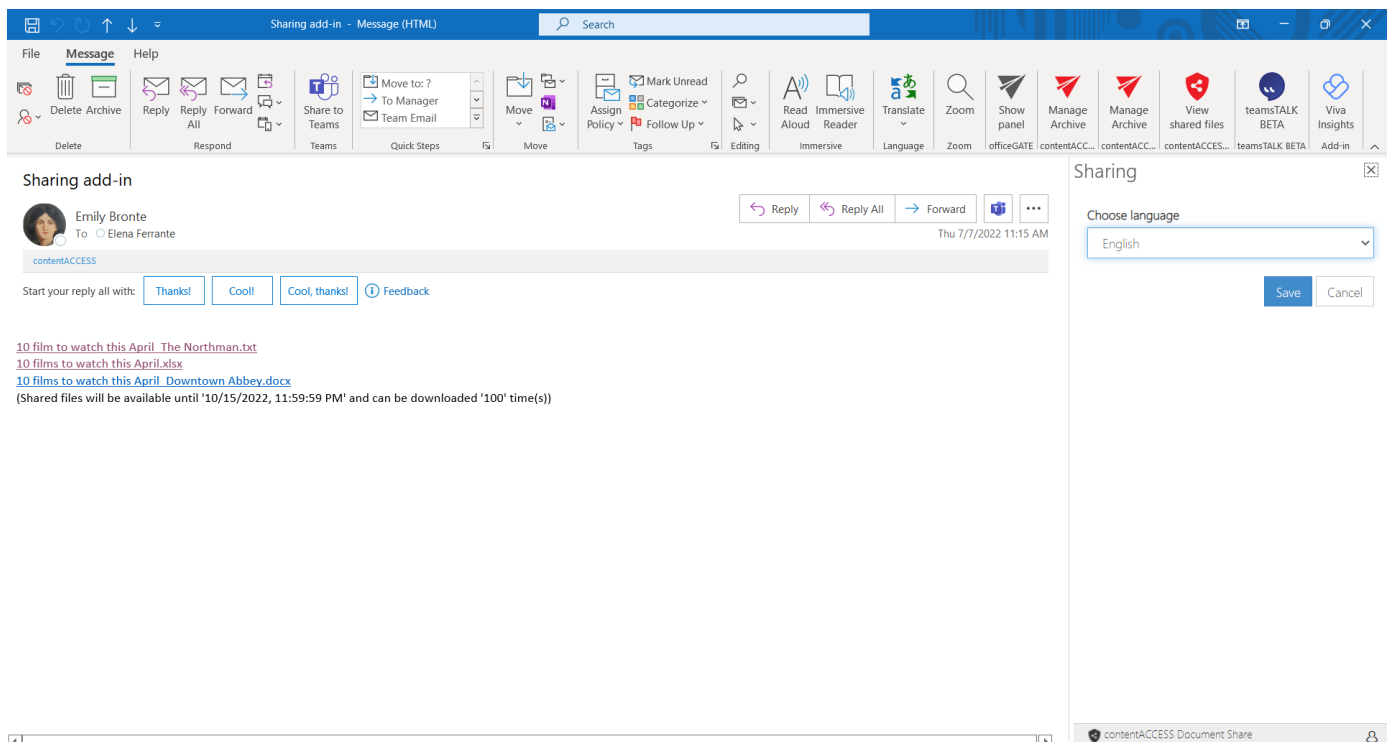 Sharing add-in - Message (HTML)
Search
File Message Help
Delete Archive
Reply Reply All Forward
Share to Teams
Move to: ?
To Manager
Team Email
Move
Assign Policy
Mark Unread
Categorize
Follow Up
Read Aloud
Immersive Reader
Translate
Zoom
Show panel
Manage Archive
Manage Archive
View shared files
teamsTALK BETA
Viva Insights
Delete Respond Teams Quick Steps Move Tags Editing Immersive Language Zoom officeGATE contentACC... contentACC... contentACCES... teamsTALK BETA Add-in
Sharing add-in
Emily Bronte
To Elena Ferrante
Reply Reply All Forward
Thu 7/7/2022 11:15 AM
contentACCESS
Start your reply all with: Thanks! Cool! Cool, thanks! Feedback
10 film to watch this April_The Northman.txt
10 films to watch this April.xlsx
10 films to watch this April_Downtown Abbey.docx
(Shared files will be available until '10/15/2022, 11:59:59 PM' and can be downloaded '100' time(s))
Sharing
Choose language
English
Save Cancel
contentACCESS Document Share